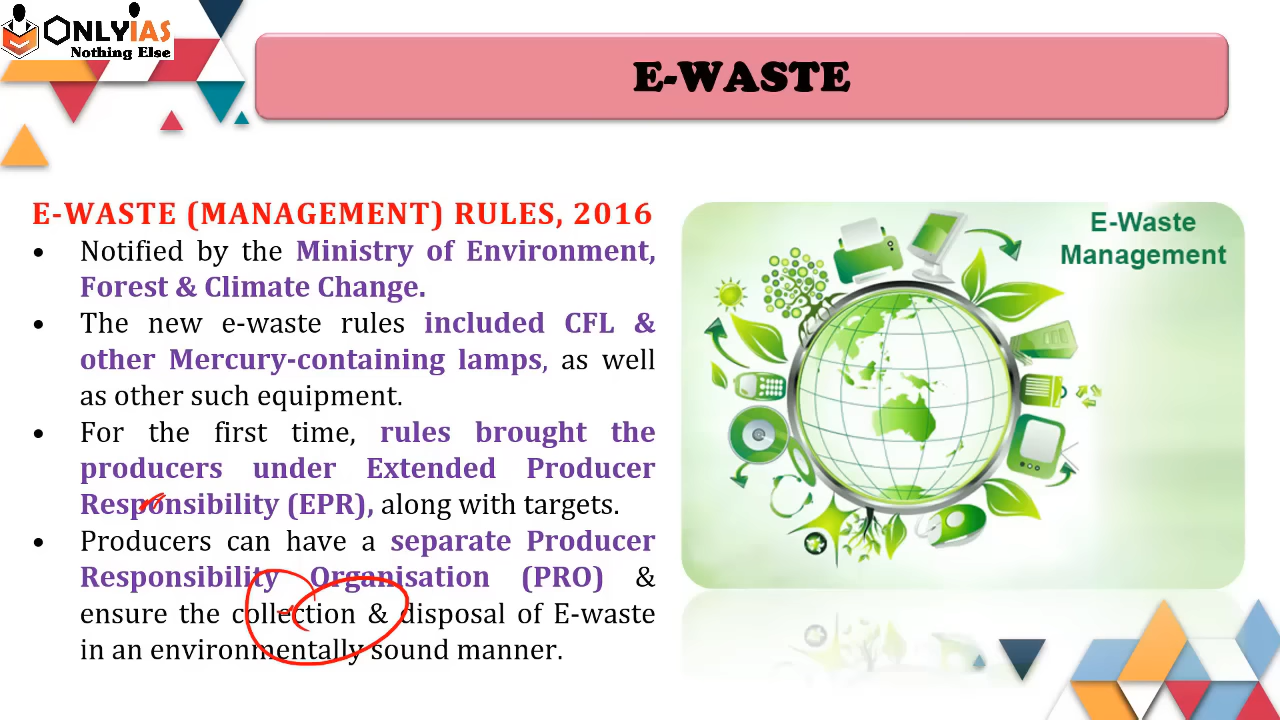 ONLYIAS
Nothing Else
E-WASTE
E-WASTE (MANAGEMENT) RULES, 2016
• Notified by the Ministry of Environment,
Forest & Climate Change.
• The new e-waste rules included CFL &
other Mercury-containing lamps, as well
as other such equipment.
• For the first time, rules brought the
producers under Extended Producer
Responsibility (EPR), along with targets.
• Producers can have a separate Producer
Responsibility Organisation (PRO) &
ensure the collection & disposal of E-waste
in an environmentally sound manner.
E-Waste
Management